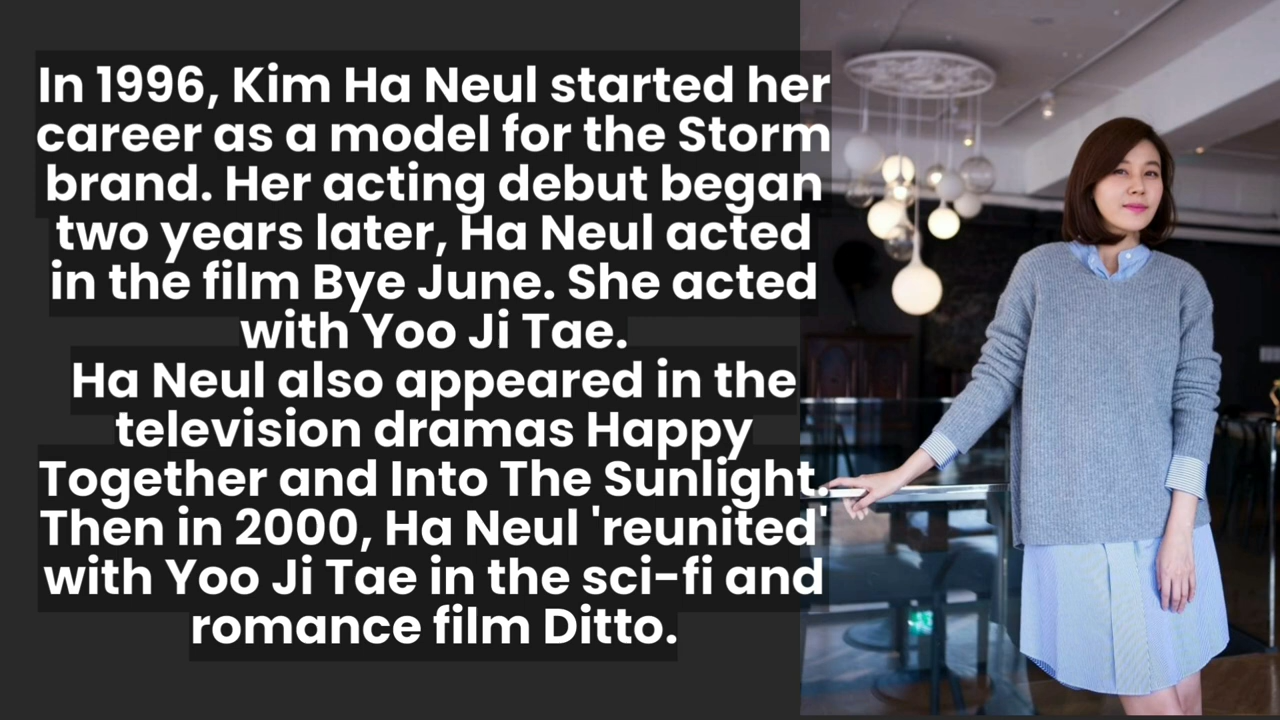 In 1996, Kim Ha Neul started her
career as a model for the Storm
brand. Her acting debut began
two years later, Ha Neul acted
in the film Bye June. She acted
with Yoo Ji Tae.
Ha Neul also appeared in the
television dramas Happy
Together and Into The Sunlight.
Then in 2000, Ha Neul 'reunited'
with Yoo Ji Tae in the sci-fi and
romance film Ditto.